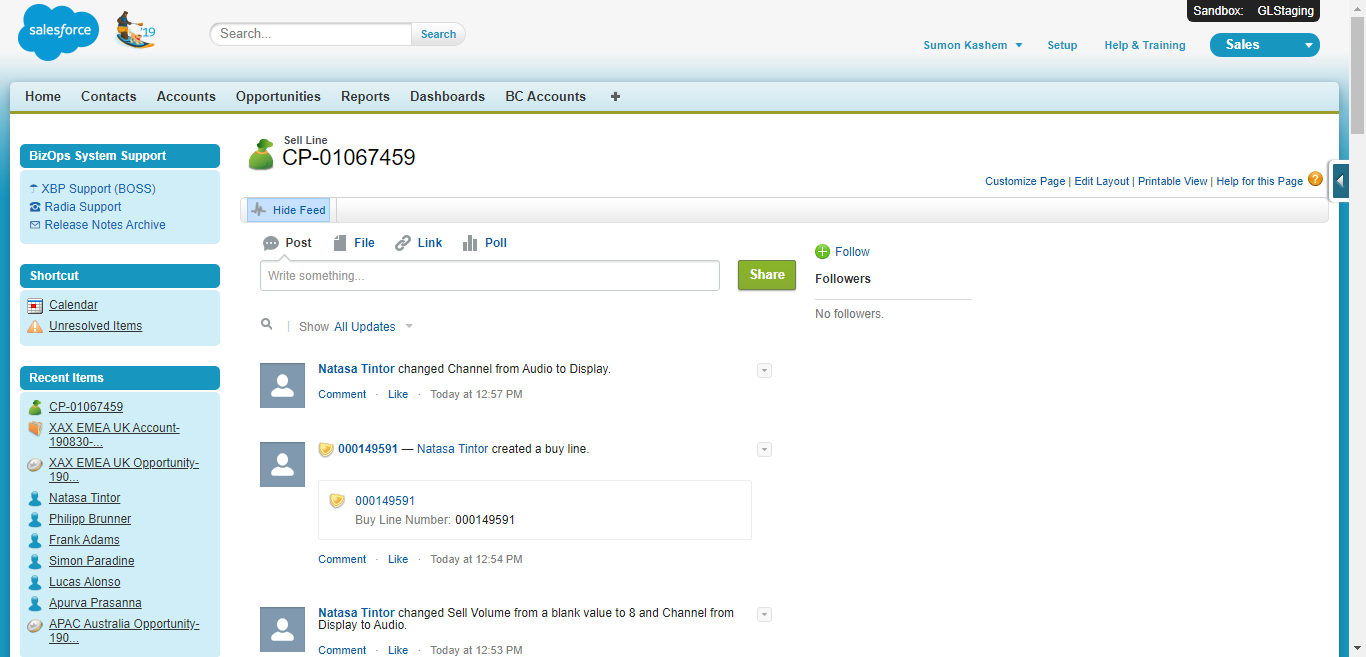 Sandbox: GLStaging
salesforce
'19
Search...
Search
Sumon Kashem
Setup
Help & Training
Sales
Home
Contacts
Accounts
Opportunities
Reports
Dashboards
BC Accounts
BizOps System Support
XBP Support (BOSS)
Radia Support
Release Notes Archive
Shortcut
Calendar
Unresolved Items
Recent Items
CP-01067459
XAX EMEA UK Account-
190830-...
XAX EMEA UK Opportunity-
190...
Natasa Tintor
Philipp Brunner
Frank Adams
Simon Paradine
Lucas Alonso
Apurva Prasanna
APAC Australia Opportunity-
190...
Sell Line
CP-01067459
Customize Page | Edit Layout | Printable View | Help for this Page ?
Hide Feed
Post
File
Link
Poll
Write something...
Share
Show All Updates
Natasa Tintor changed Channel from Audio to Display.
Comment · Like · Today at 12:57 PM
000149591 — Natasa Tintor created a buy line.
000149591
Buy Line Number: 000149591
Comment · Like · Today at 12:54 PM
Natasa Tintor changed Sell Volume from a blank value to 8 and Channel from
Display to Audio.
Comment · Like · Today at 12:53 PM
Follow
Followers
No followers.